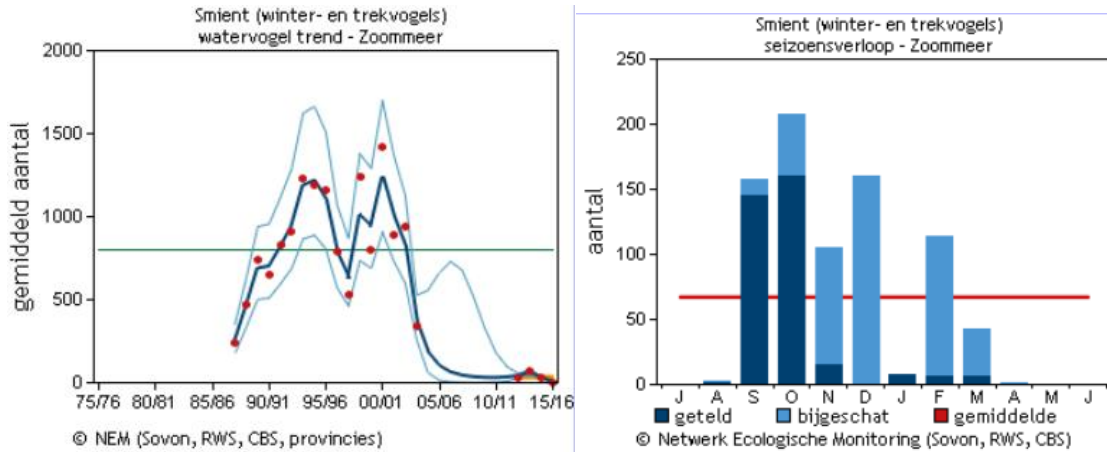 Smient (winter- en trekvogels)
watervogel trend - Zoommeer
gemiddeld aantal
2000
1500
1000
500
0
75/76 80/81 85/86 90/91 95/96 00/01 05/06 10/11 15/16
© NEM (Sovon, RWS, CBS, provincies)
Smient (winter- en trekvogels)
seizoensverloop - Zoommeer
aantal
250
200
150
100
50
0
J A S O N D J F M A M J
geteld bijgeschat gemiddelde
© Netwerk Ecologische Monitoring (Sovon, RWS, CBS)